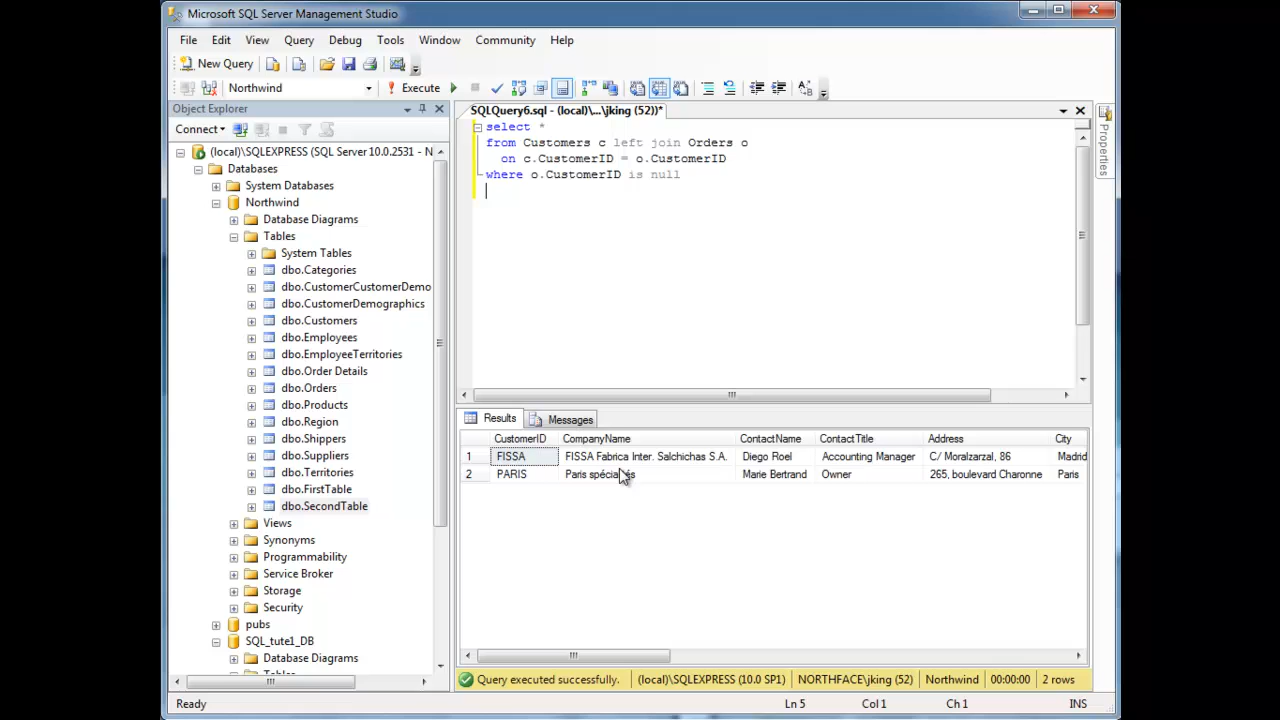 Microsoft SQL Server Management Studio
File Edit View Query Debug Tools Window Community Help
New Query
Northwind Execute
Object Explorer
Connect
(local)\SQLEXPRESS (SQL Server 10.0.2531 - N
Databases
System Databases
Northwind
Database Diagrams
Tables
System Tables
dbo.Categories
dbo.CustomerCustomerDemo
dbo.CustomerDemographics
dbo.Customers
dbo.Employees
dbo.EmployeeTerritories
dbo.Order Details
dbo.Orders
dbo.Products
dbo.Region
dbo.Shippers
dbo.Suppliers
dbo.Territories
dbo.FirstTable
dbo.SecondTable
Views
Synonyms
Programmability
Service Broker
Storage
Security
pubs
SQL_tute1_DB
Database Diagrams
SQLQuery6.sql - (local)\...\jking (52))*
select *
from Customers c left join Orders o
on c.CustomerID = o.CustomerID
where o.CustomerID is null
Properties
Results Messages
CustomerID CompanyName ContactName ContactTitle Address City
1 FISSA FISSA Fabrica Inter. Salchichas S.A. Diego Roel Accounting Manager C/ Moralzarzal, 86 Madrid
2 PARIS Paris spécialités Marie Bertrand Owner 265, boulevard Charonne Paris
Query executed successfully. (local)\SQLEXPRESS (10.0 SP1) NORTHFACE\jking (52) Northwind 00:00:00 2 rows
Ready Ln 5 Col 1 Ch 1 INS